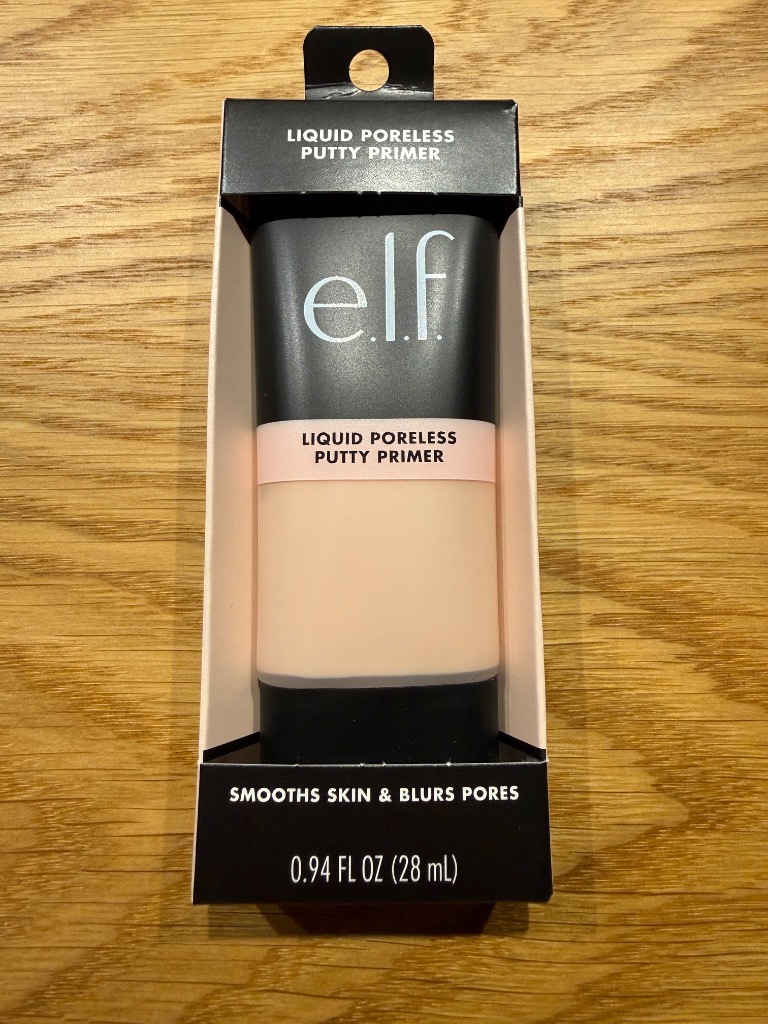 LIQUID PORELESS
PUTTY PRIMER
e.l.f.
LIQUID PORELESS
PUTTY PRIMER
SMOOTHS SKIN & BLURS PORES
0.94 FL OZ (28 mL)